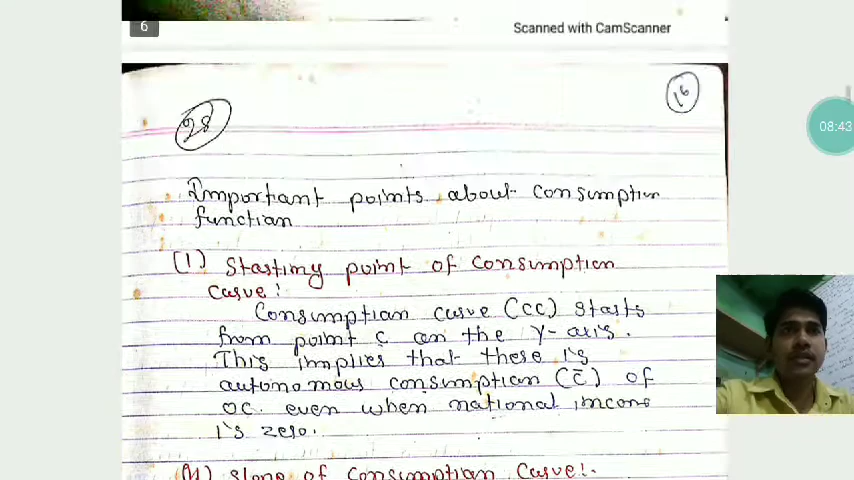 6
Scanned with CamScanner
28
16
08:43
Important points about consumption
function
(I) Starting point of consumption
Curve:
Consumption curve (CC) starts
from point C on the Y-axis.
This implies that there is
autonomous consumption (C̄) of
OC even when national income
is zero.
(II) Slope of Consumption Curve:-